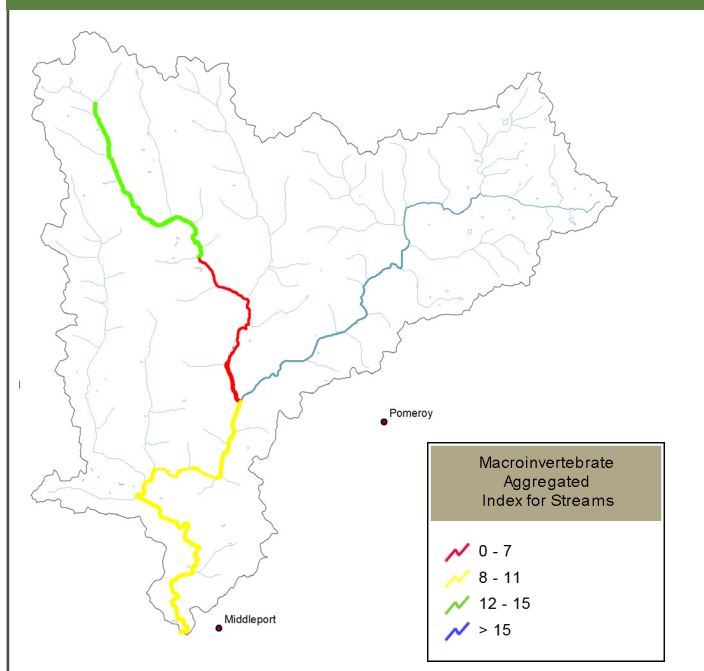 Pomeroy
Macroinvertebrate
Aggregated
Index for Streams
0 - 7
8 - 11
12 - 15
> 15
Middleport